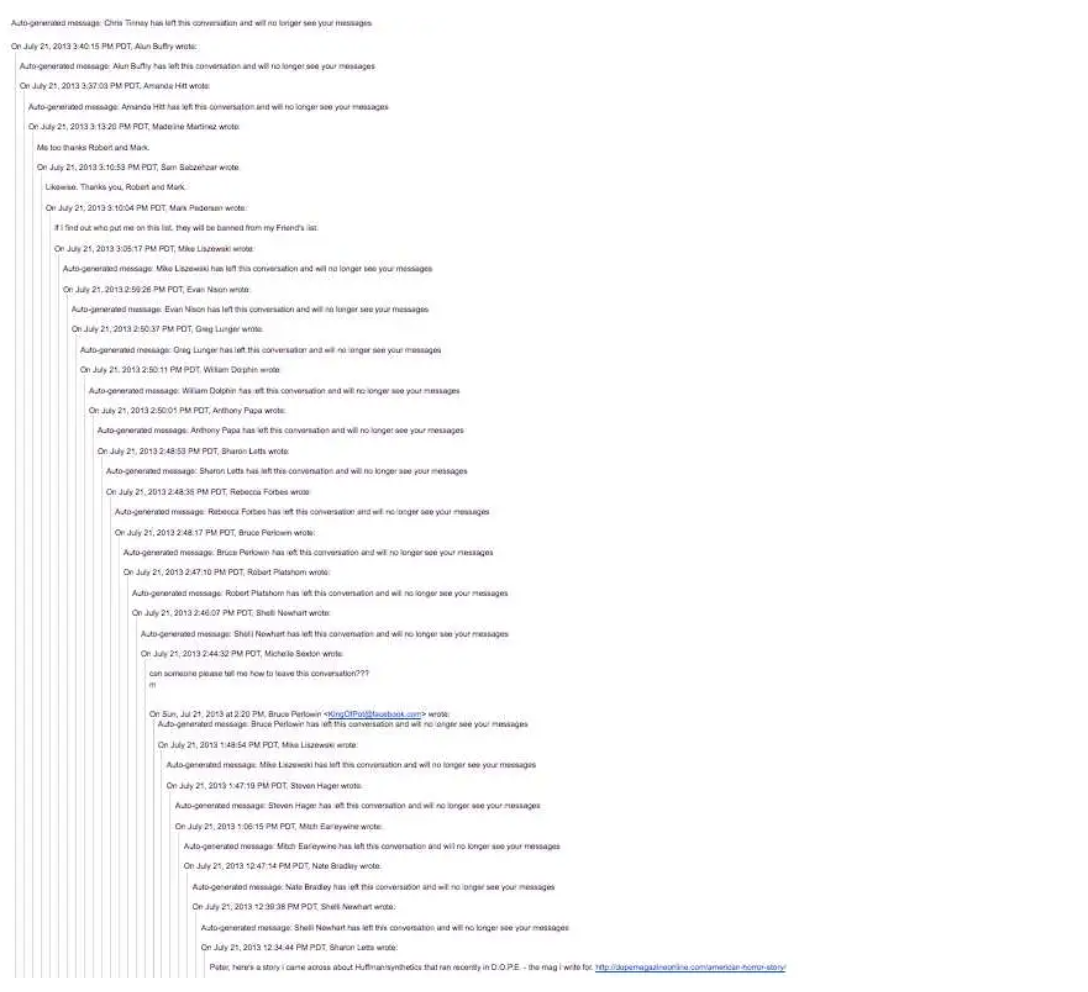 Auto-generated message: Chris Tinney has left this conversation and will no longer see your messages
On July 21, 2013 3:40:15 PM PDT, Alun Buffry wrote:
Auto-generated message: Alun Buffry has left this conversation and will no longer see your messages
On July 21, 2013 3:37:03 PM PDT, Amanda Hitt wrote:
Auto-generated message: Amanda Hitt has left this conversation and will no longer see your messages
On July 21, 2013 3:13:20 PM PDT, Madeline Martinez wrote:
Me too thanks Robert and Mark.
On July 21, 2013 3:10:53 PM PDT, Sam Sabzehzar wrote:
Likewise. Thanks you, Robert and Mark.
On July 21, 2013 3:10:04 PM PDT, Mark Pedersen wrote:
If I find out who put me on this list, they will be banned from my Friend's list.
On July 21, 2013 3:05:17 PM PDT, Mike Liszewski wrote:
Auto-generated message: Mike Liszewski has left this conversation and will no longer see your messages
On July 21, 2013 2:59:26 PM PDT, Evan Nison wrote:
Auto-generated message: Evan Nison has left this conversation and will no longer see your messages
On July 21, 2013 2:50:37 PM PDT, Greg Lunger wrote:
Auto-generated message: Greg Lunger has left this conversation and will no longer see your messages
On July 21, 2013 2:50:11 PM PDT, William Dolphin wrote:
Auto-generated message: William Dolphin has left this conversation and will no longer see your messages
On July 21, 2013 2:50:01 PM PDT, Anthony Papa wrote:
Auto-generated message: Anthony Papa has left this conversation and will no longer see your messages
On July 21, 2013 2:48:53 PM PDT, Sharon Letts wrote:
Auto-generated message: Sharon Letts has left this conversation and will no longer see your messages
On July 21, 2013 2:48:35 PM PDT, Rebecca Forbes wrote:
Auto-generated message: Rebecca Forbes has left this conversation and will no longer see your messages
On July 21, 2013 2:48:17 PM PDT, Bruce Perlowin wrote:
Auto-generated message: Bruce Perlowin has left this conversation and will no longer see your messages
On July 21, 2013 2:47:10 PM PDT, Robert Platshorn wrote:
Auto-generated message: Robert Platshorn has left this conversation and will no longer see your messages
On July 21, 2013 2:46:07 PM PDT, Shelli Newhart wrote:
Auto-generated message: Shelli Newhart has left this conversation and will no longer see your messages
On July 21, 2013 2:44:32 PM PDT, Michelle Sexton wrote:
can someone please tell me how to leave this conversation???
m
On Sun, Jul 21, 2013 at 2:20 PM, Bruce Perlowin <KingOfPot@facebook.com> wrote:
Auto-generated message: Bruce Perlowin has left this conversation and will no longer see your messages
On July 21, 2013 1:48:54 PM PDT, Mike Liszewski wrote:
Auto-generated message: Mike Liszewski has left this conversation and will no longer see your messages
On July 21, 2013 1:47:19 PM PDT, Steven Hager wrote:
Auto-generated message: Steven Hager has left this conversation and will no longer see your messages
On July 21, 2013 1:06:15 PM PDT, Mitch Earleywine wrote:
Auto-generated message: Mitch Earleywine has left this conversation and will no longer see your messages
On July 21, 2013 12:47:14 PM PDT, Nate Bradley wrote:
Auto-generated message: Nate Bradley has left this conversation and will no longer see your messages
On July 21, 2013 12:39:38 PM PDT, Shelli Newhart wrote:
Auto-generated message: Shelli Newhart has left this conversation and will no longer see your messages
On July 21, 2013 12:34:44 PM PDT, Sharon Letts wrote:
Peter, here's a story i came across about Huffman/synthetics that ran recently in D.O.P.E. - the mag i write for. http://dopemagazineonline.com/american-horror-story/